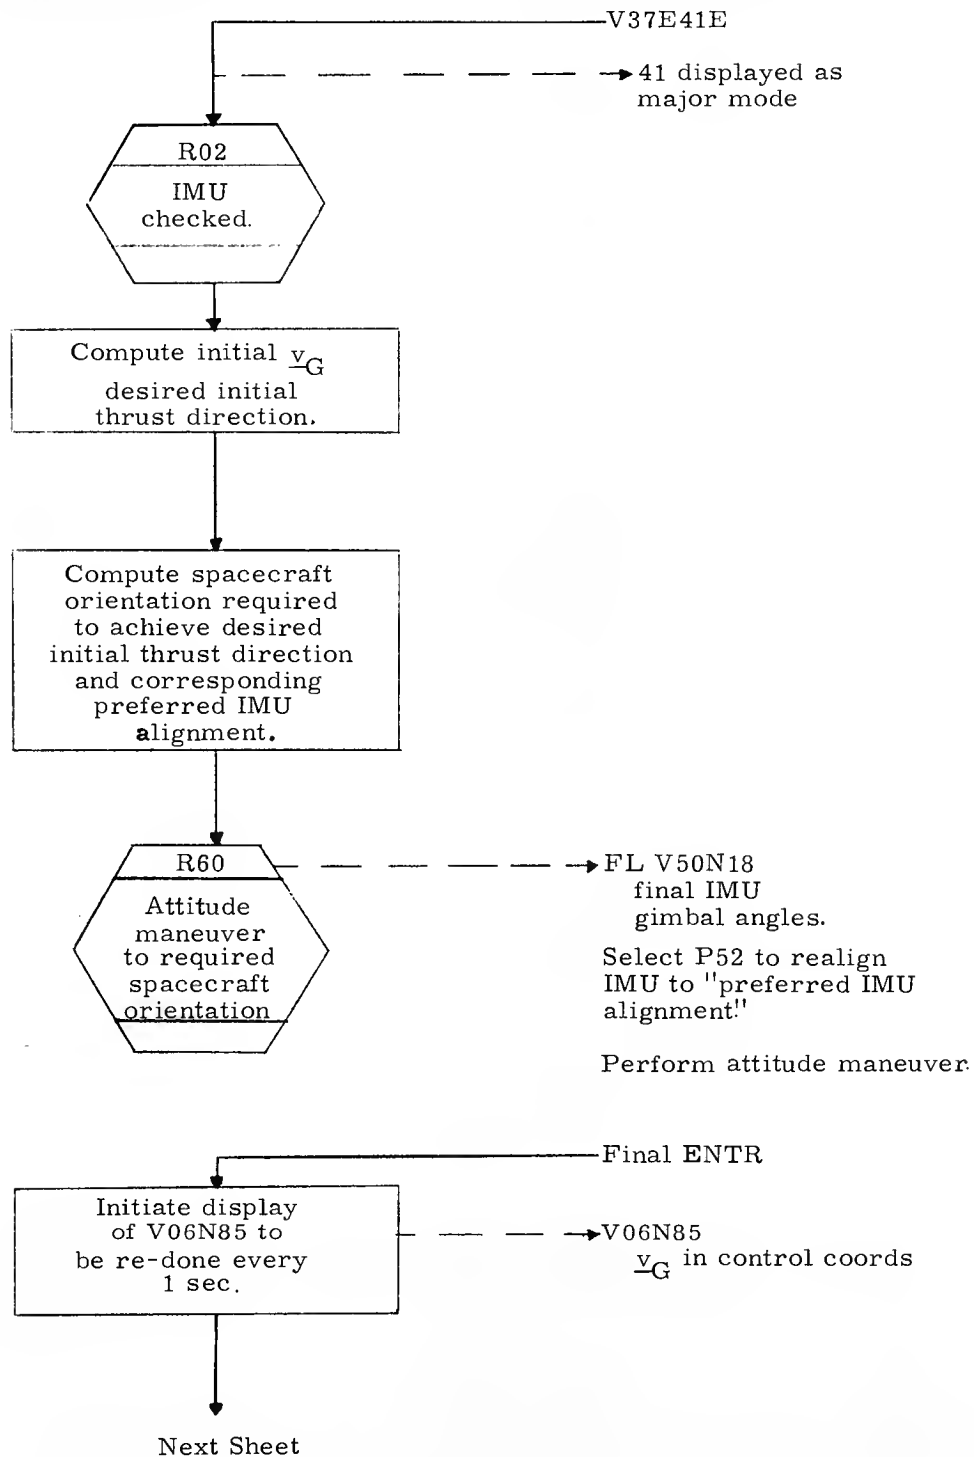 V37E41E
41 displayed as
major mode
R02
IMU
checked.
Compute initial v_G
desired initial
thrust direction.
Compute spacecraft
orientation required
to achieve desired
initial thrust direction
and corresponding
preferred IMU
alignment.
R60
Attitude
maneuver
to required
spacecraft
orientation
FL V50N18
final IMU
gimbal angles.
Select P52 to realign
IMU to "preferred IMU
alignment!"
Perform attitude maneuver.
Final ENTR
Initiate display
of V06N85 to
be re-done every
1 sec.
V06N85
v_G in control coords
Next Sheet